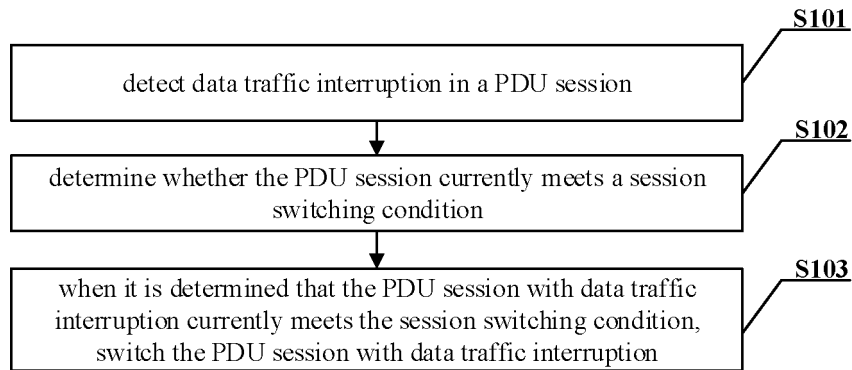 S101
detect data traffic interruption in a PDU session
S102
determine whether the PDU session currently meets a session
switching condition
S103
when it is determined that the PDU session with data traffic
interruption currently meets the session switching condition,
switch the PDU session with data traffic interruption